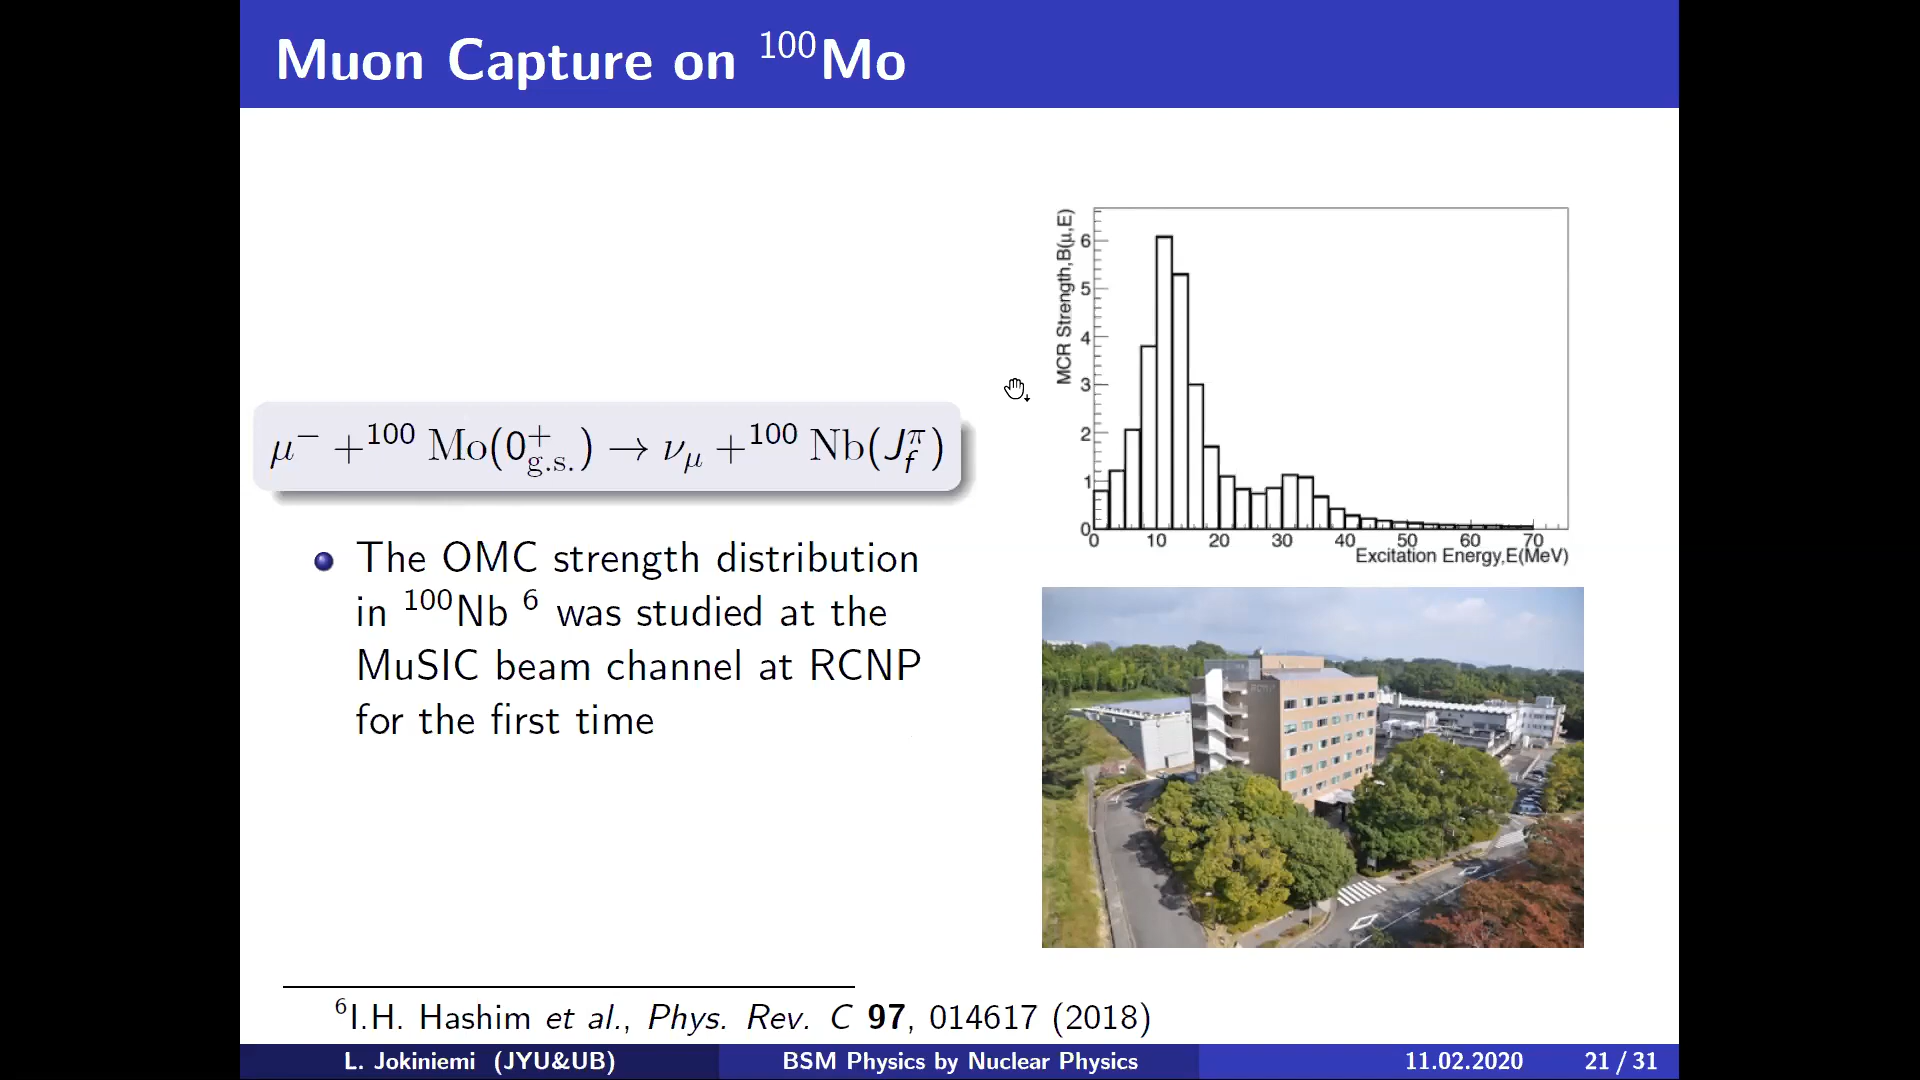 Muon Capture on ¹⁰⁰Mo
MCR Strength,B(μ,E)
6
5
4
3
2
1
0
0 10 20 30 40 50 60 70
Excitation Energy,E(MeV)
μ⁻ +¹⁰⁰ Mo(0⁺g.s.) → νμ +¹⁰⁰ Nb(Jπf)
The OMC strength distribution
in ¹⁰⁰Nb ⁶ was studied at the
MuSIC beam channel at RCNP
for the first time
RCNP
⁶I.H. Hashim et al., Phys. Rev. C 97, 014617 (2018)
L. Jokiniemi (JYU&UB) BSM Physics by Nuclear Physics 11.02.2020 21 / 31